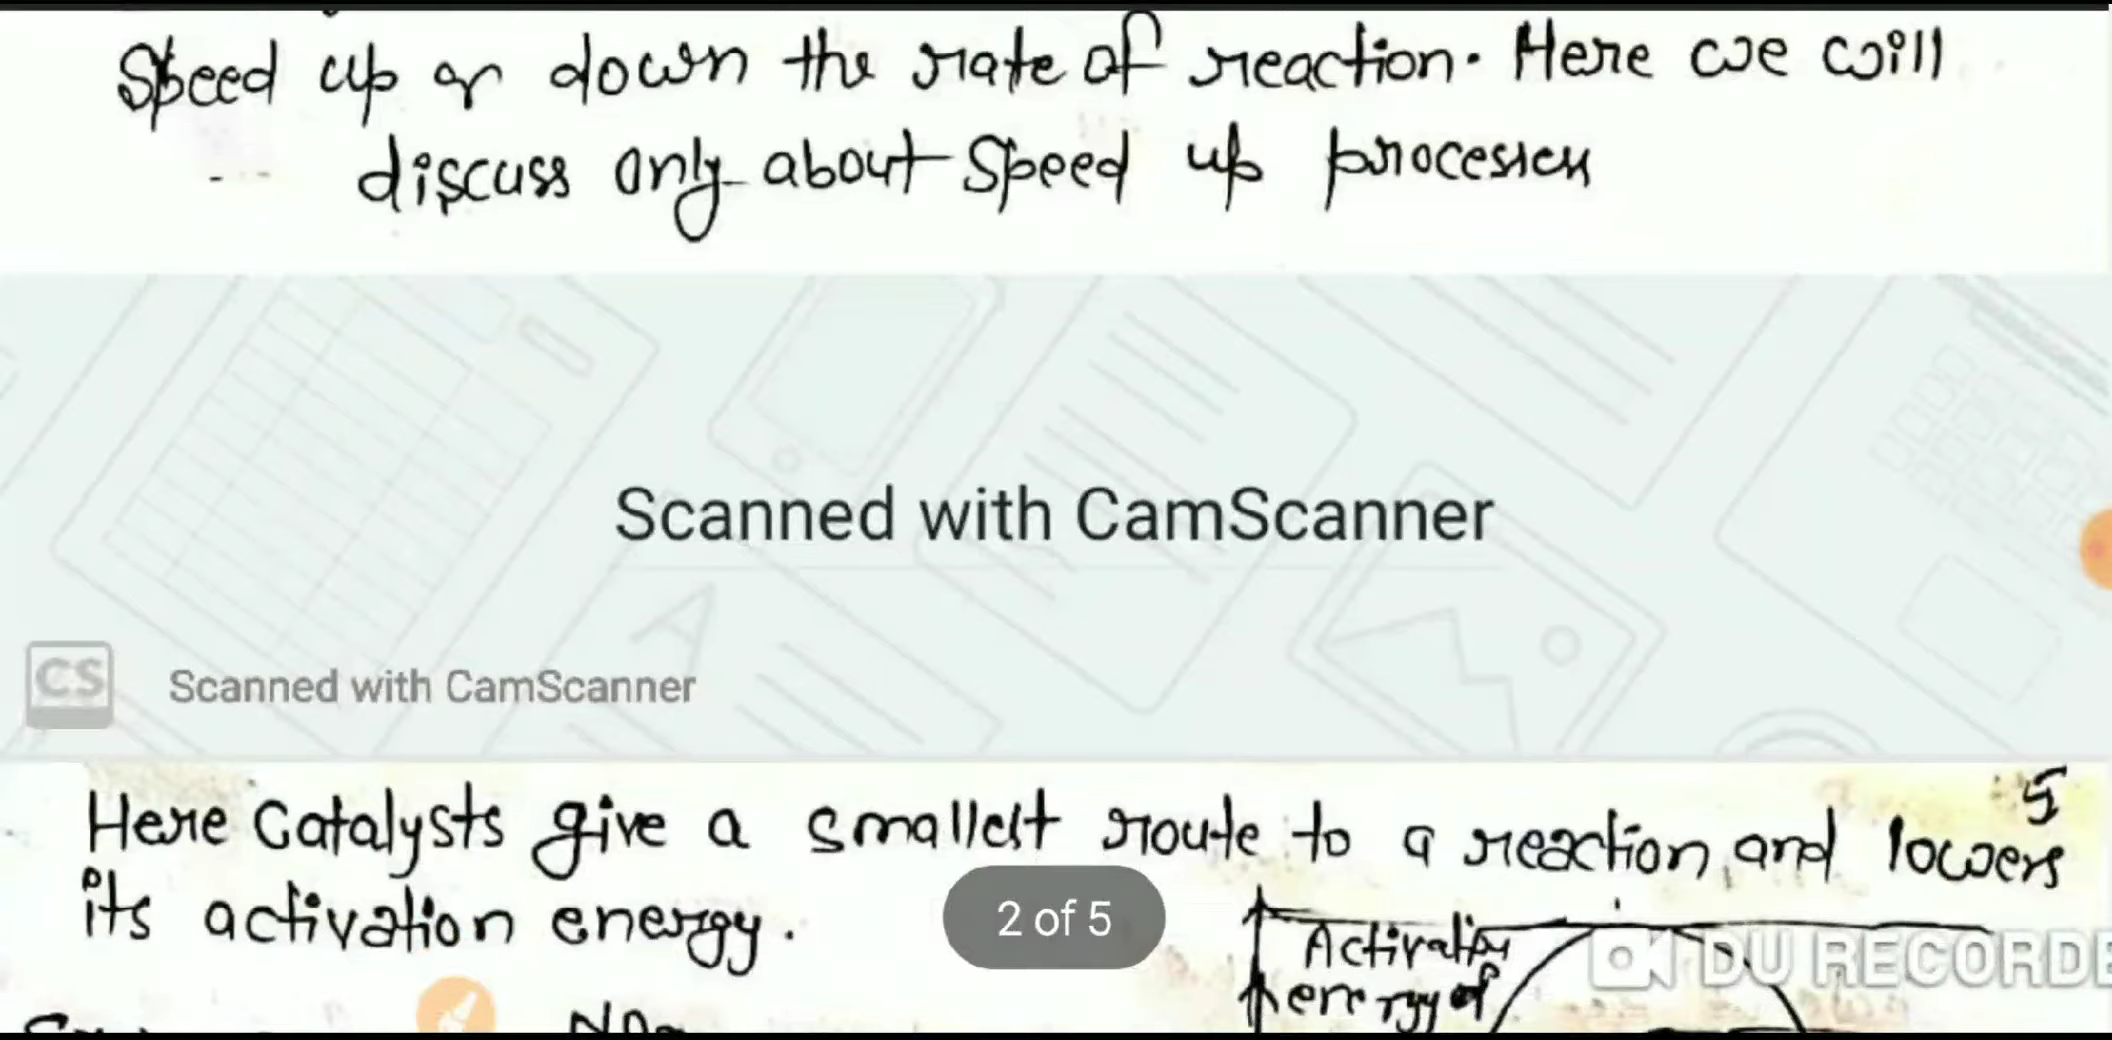 Speed up or down the rate of reaction. Here we will
discuss only about speed up processes
Scanned with CamScanner
CS Scanned with CamScanner
5
Here Catalysts give a smallest route to a reaction, and lowers
its activation energy.
2 of 5
Activation
energy of
DU RECORDE